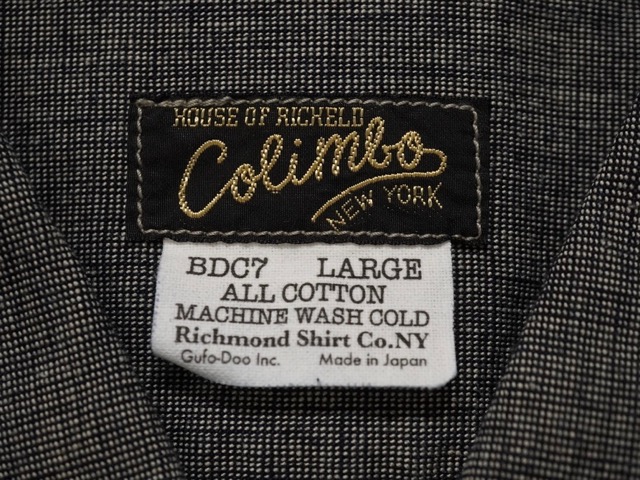 HOUSE OF RICHELD
Colimbo
NEW YORK
BDC7 LARGE
ALL COTTON
MACHINE WASH COLD
Richmond Shirt Co.NY
Gufo-Doo Inc. Made in Japan